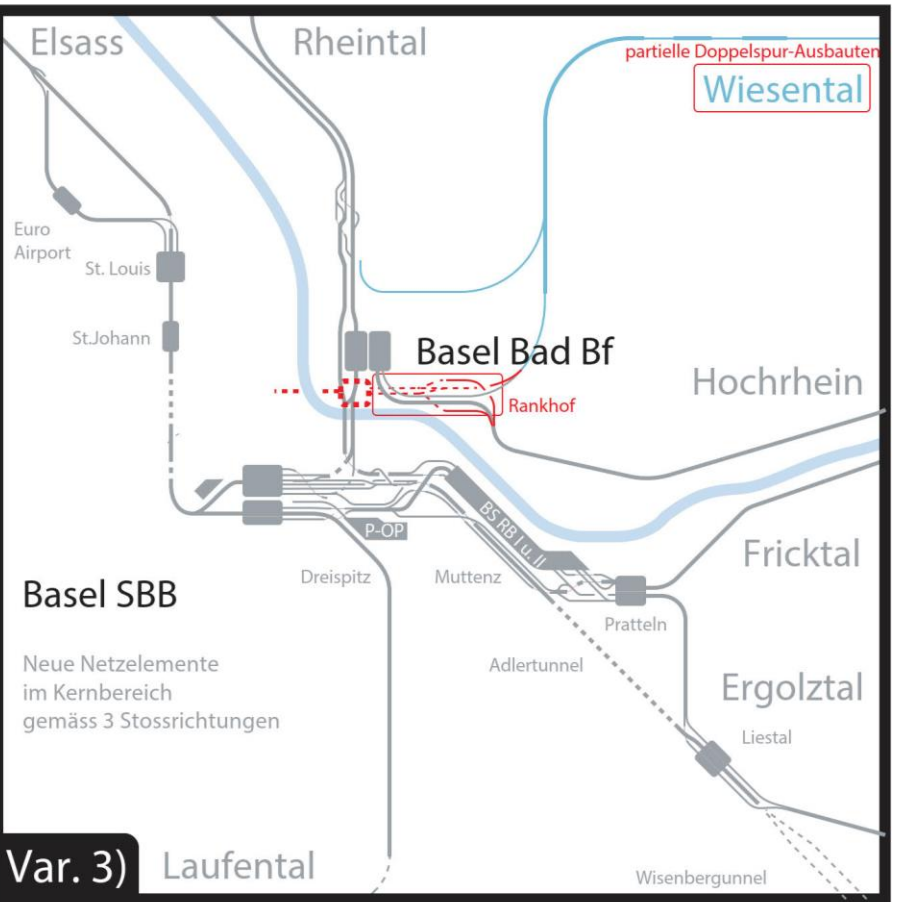 Elsass
Rheintal
partielle Doppelspur-Ausbauten
Wiesental
Euro
Airport
St. Louis
St.Johann
Basel Bad Bf
Hochrhein
Rankhof
P-OP
BS RB I u. II
Fricktal
Dreispitz
Muttenz
Basel SBB
Pratteln
Adlertunnel
Neue Netzelemente
im Kernbereich
gemäss 3 Stossrichtungen
Ergolztal
Liestal
Var. 3)
Laufental
Wisenbergunnel